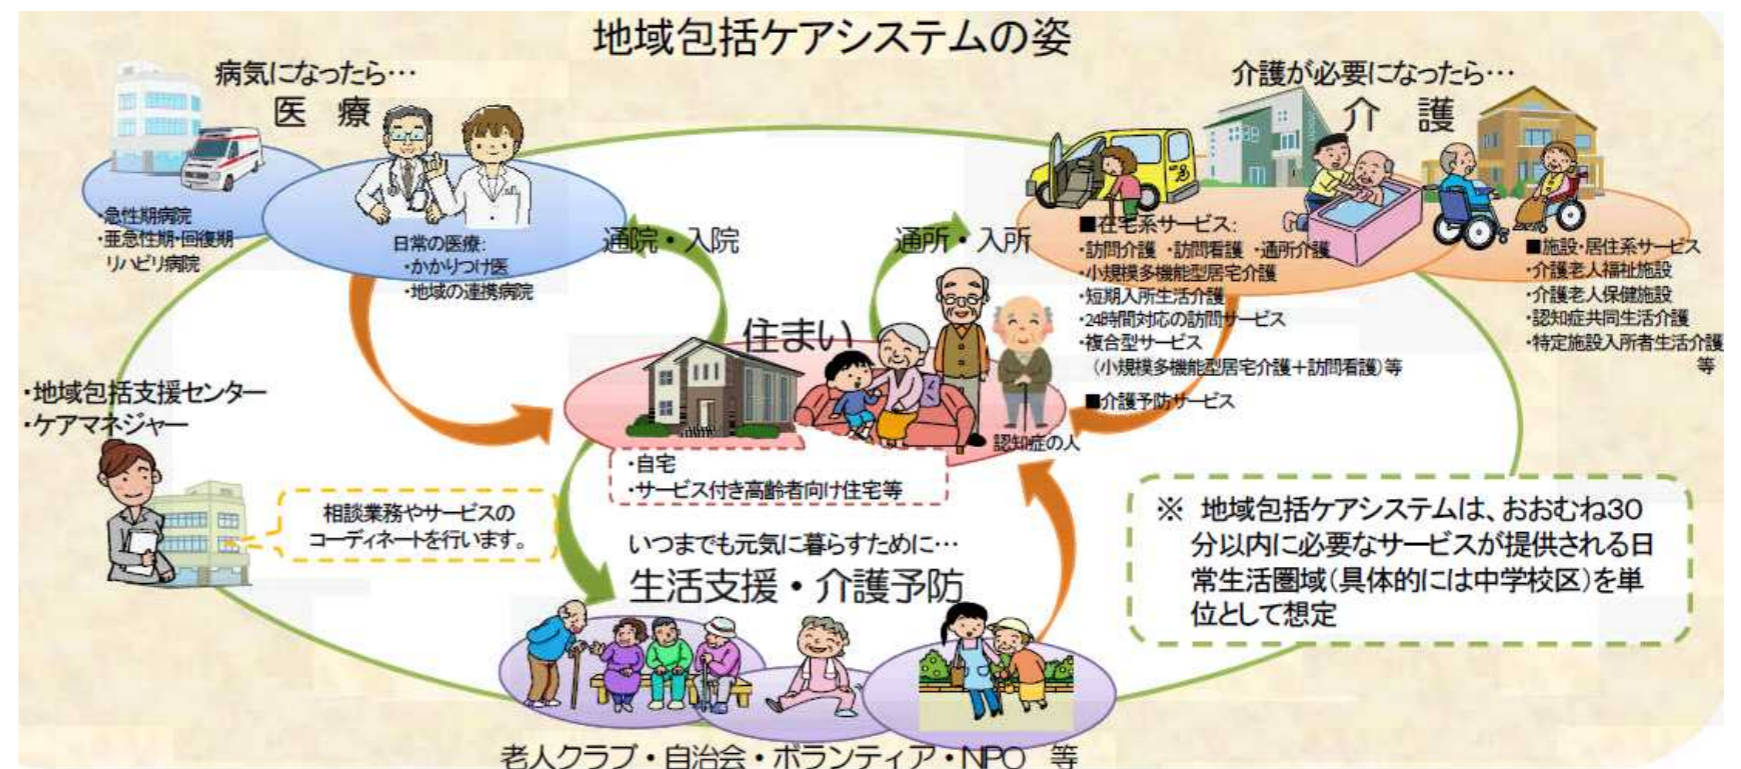 地域包括ケアシステムの姿
病気になったら…
医 療
・急性期病院
・亜急性期・回復期
リハビリ病院
日常の医療:
・かかりつけ医
・地域の連携病院
通院・入院
通所・入所
介護が必要になったら…
介 護
■在宅系サービス:
・訪問介護 ・訪問看護 ・通所介護
・小規模多機能型居宅介護
・短期入所生活介護
・24時間対応の訪問サービス
・複合型サービス
(小規模多機能型居宅介護+訪問看護)等
■介護予防サービス
■施設・居住系サービス
・介護老人福祉施設
・介護老人保健施設
・認知症共同生活介護
・特定施設入所者生活介護
等
住まい
認知症の人
・自宅
・サービス付き高齢者向け住宅等
・地域包括支援センター
・ケアマネジャー
相談業務やサービスの
コーディネートを行います。
いつまでも元気に暮らすために…
生活支援・介護予防
老人クラブ・自治会・ボランティア・NPO 等
※ 地域包括ケアシステムは、おおむね30
分以内に必要なサービスが提供される日
常生活圏域(具体的には中学校区)を単
位として想定